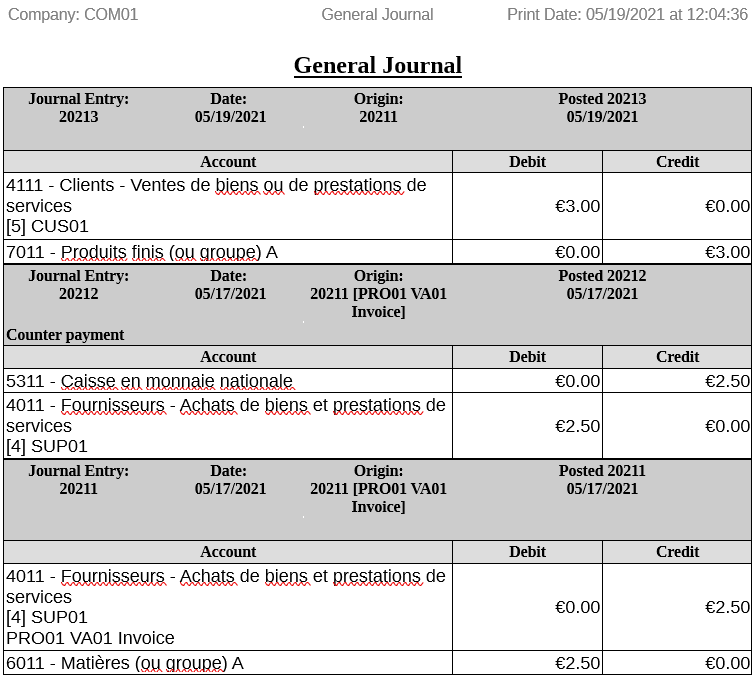 Company: COM01 General Journal Print Date: 05/19/2021 at 12:04:36
General Journal
Journal Entry: Date: Origin: Posted 20213
20213 05/19/2021 20211 05/19/2021
Account Debit Credit
4111 - Clients - Ventes de biens ou de prestations de
services
[5] CUS01
€3.00 €0.00
7011 - Produits finis (ou groupe) A €0.00 €3.00
Journal Entry: Date: Origin: Posted 20212
20212 05/17/2021 20211 [PRO01 VA01 05/17/2021
Invoice]
Counter payment
Account Debit Credit
5311 - Caisse en monnaie nationale €0.00 €2.50
4011 - Fournisseurs - Achats de biens et prestations de
services
[4] SUP01
€2.50 €0.00
Journal Entry: Date: Origin: Posted 20211
20211 05/17/2021 20211 [PRO01 VA01 05/17/2021
Invoice]
Account Debit Credit
4011 - Fournisseurs - Achats de biens et prestations de
services
[4] SUP01
PRO01 VA01 Invoice
€0.00 €2.50
6011 - Matières (ou groupe) A €2.50 €0.00